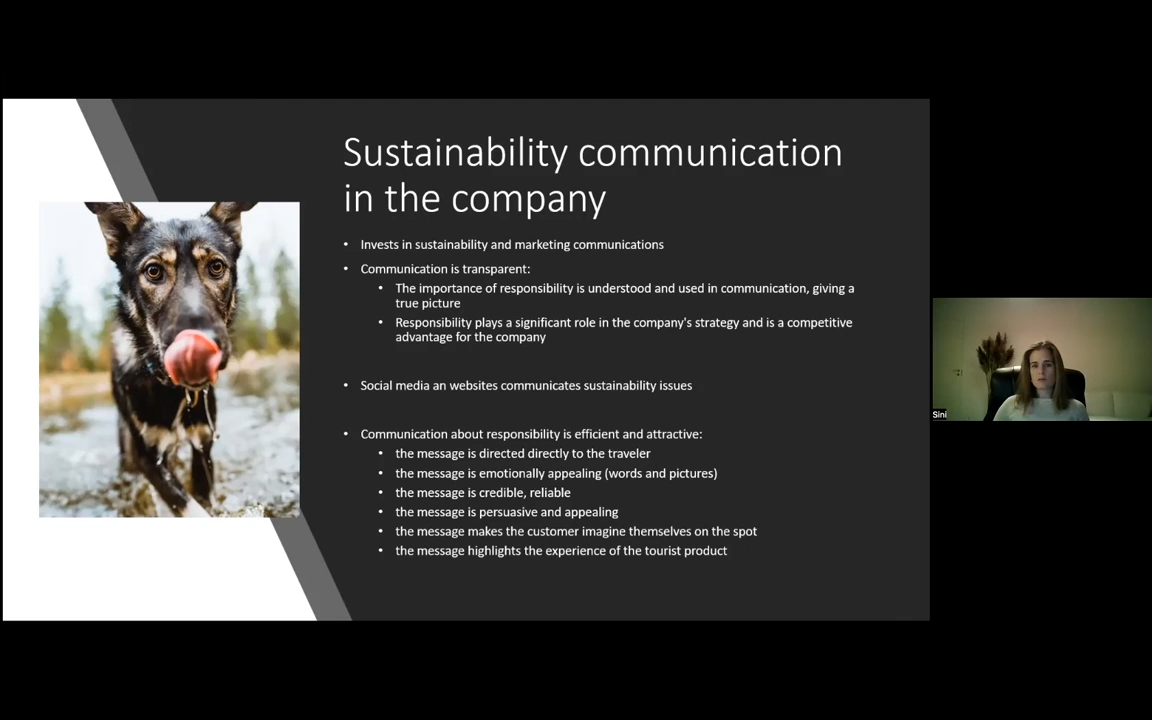 Sustainability communication
in the company
• Invests in sustainability and marketing communications
• Communication is transparent:
• The importance of responsibility is understood and used in communication, giving a
true picture
• Responsibility plays a significant role in the company's strategy and is a competitive
advantage for the company
• Social media an websites communicates sustainability issues
• Communication about responsibility is efficient and attractive:
• the message is directed directly to the traveler
• the message is emotionally appealing (words and pictures)
• the message is credible, reliable
• the message is persuasive and appealing
• the message makes the customer imagine themselves on the spot
• the message highlights the experience of the tourist product
Sini